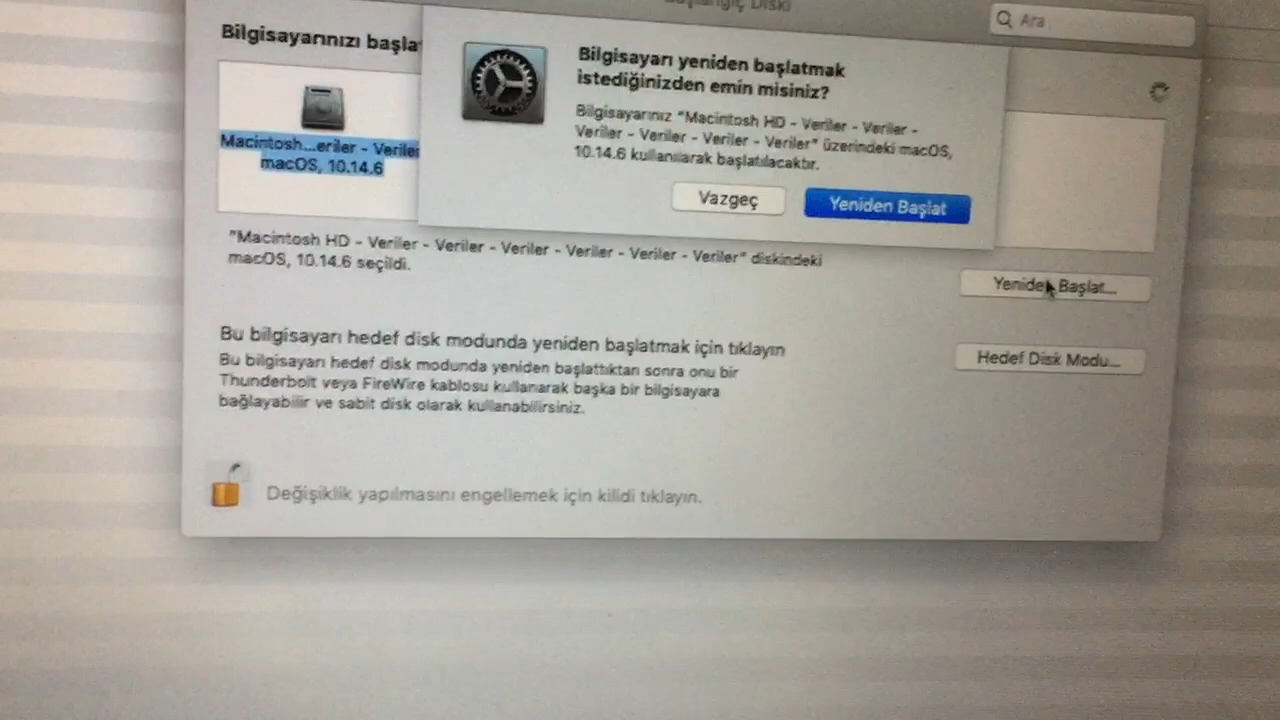 Başlangıç Diski
Ara
Bilgisayarınızı başla
Macintosh...eriler - Veriler
macOS, 10.14.6
Bilgisayarı yeniden başlatmak
istediğinizden emin misiniz?
Bilgisayarınız "Macintosh HD - Veriler - Veriler -
Veriler - Veriler - Veriler - Veriler" üzerindeki macOS,
10.14.6 kullanılarak başlatılacaktır.
Vazgeç
Yeniden Başlat
"Macintosh HD - Veriler - Veriler - Veriler - Veriler - Veriler - Veriler" diskindeki
macOS, 10.14.6 seçildi.
Yeniden Başlat...
Bu bilgisayarı hedef disk modunda yeniden başlatmak için tıklayın
Bu bilgisayarı hedef disk modunda yeniden başlattıktan sonra onu bir
Thunderbolt veya FireWire kablosu kullanarak başka bir bilgisayara
bağlayabilir ve sabit disk olarak kullanabilirsiniz.
Hedef Disk Modu...
Değişiklik yapılmasını engellemek için kilidi tıklayın.